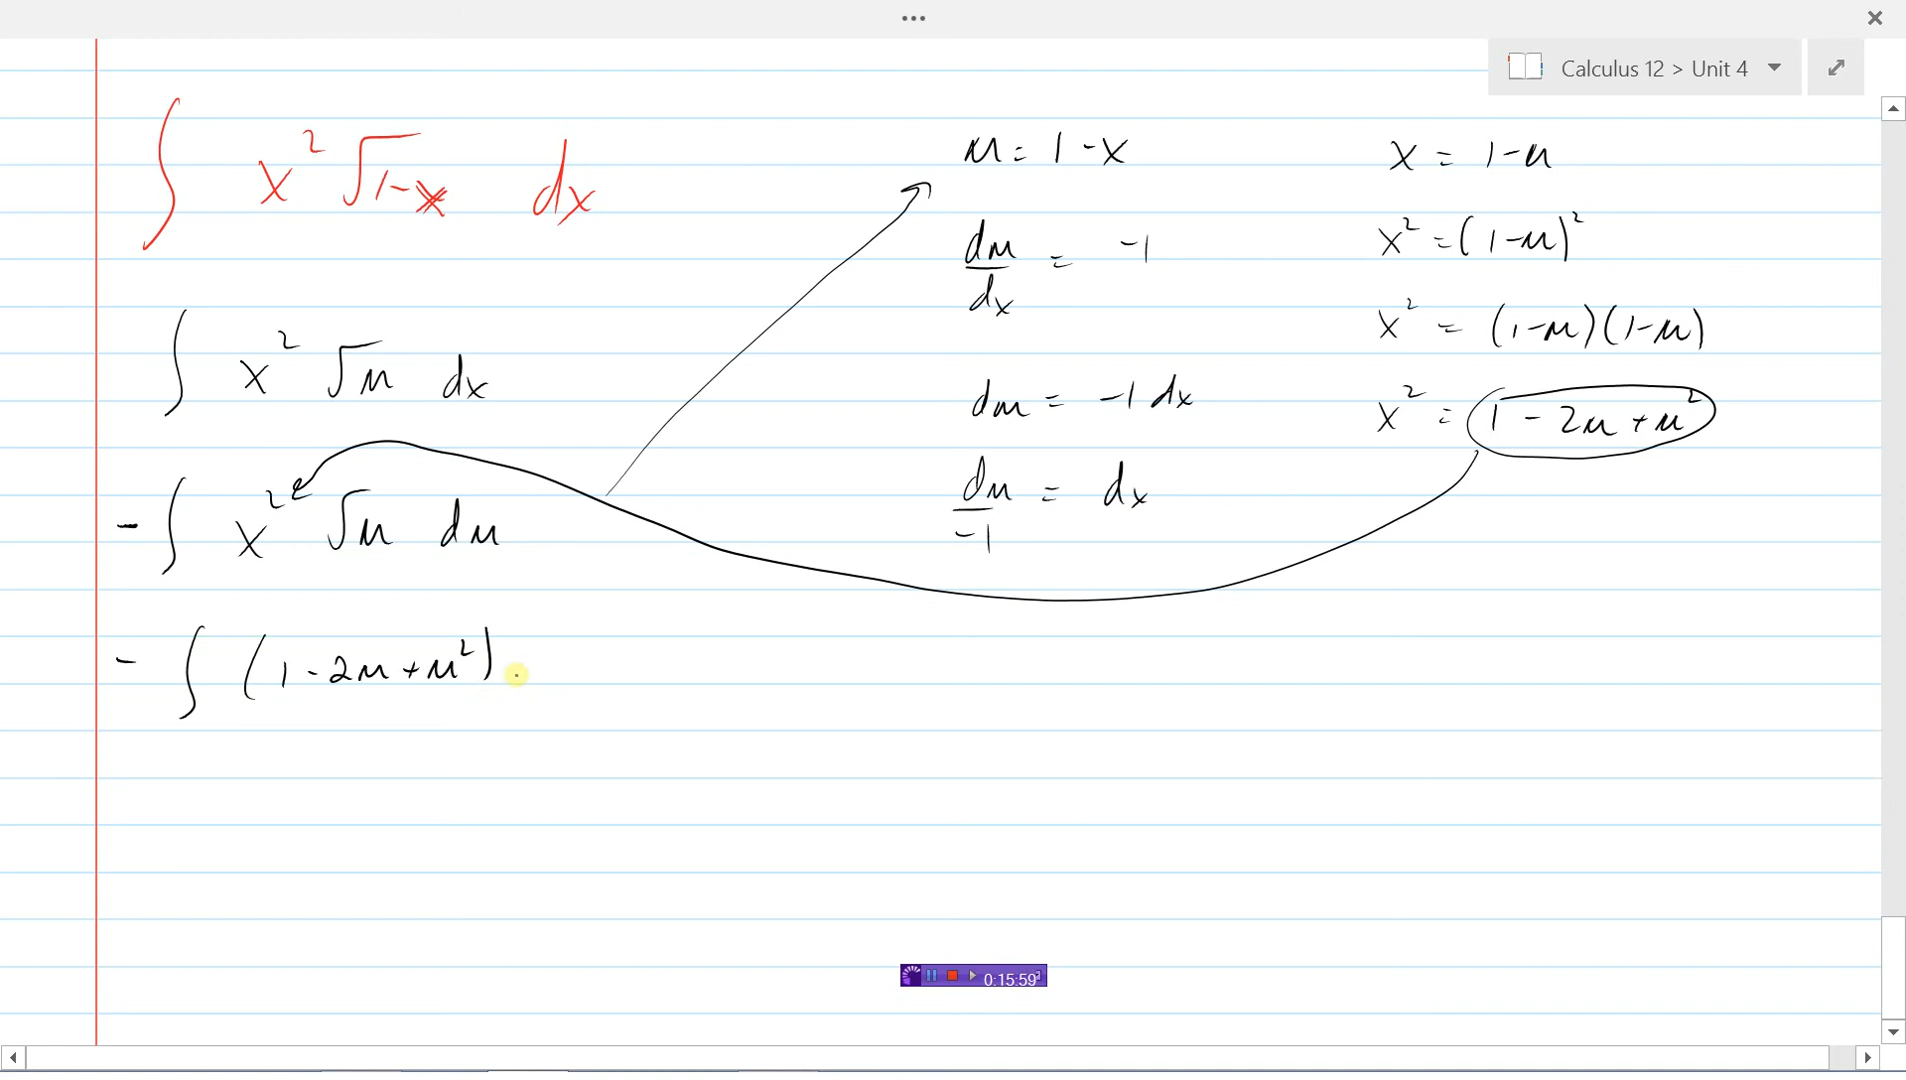 Calculus 12 > Unit 4
∫ x² √1-x dx
∫ x² √u dx
- ∫ x² √u du
- ∫ (1-2u+u²)
u = 1-x
du/dx = -1
du = -1 dx
du/-1 = dx
x = 1-u
x² = (1-u)²
x² = (1-u)(1-u)
x² = 1-2u+u²
0:15:59